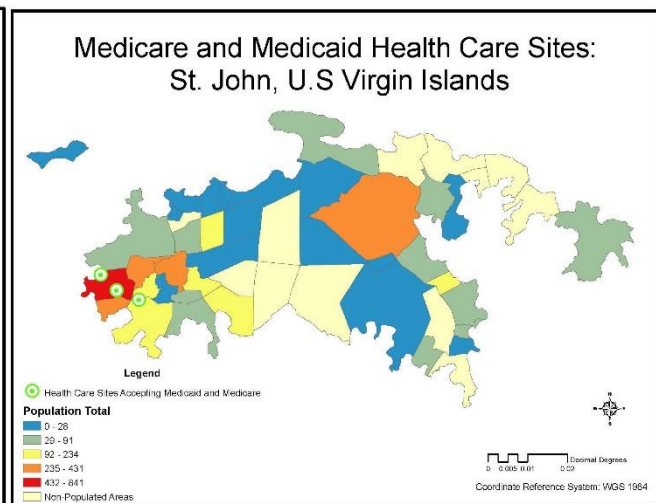 Medicare and Medicaid Health Care Sites:
St. John, U.S Virgin Islands
Legend
Health Care Sites Accepting Medicaid and Medicare
Population Total
0 - 28
29 - 91
92 - 234
235 - 431
432 - 841
Non-Populated Areas
N
W E
S
Decimal Degrees
0 0.005 0.01 0.02
Coordinate Reference System: WGS 1984